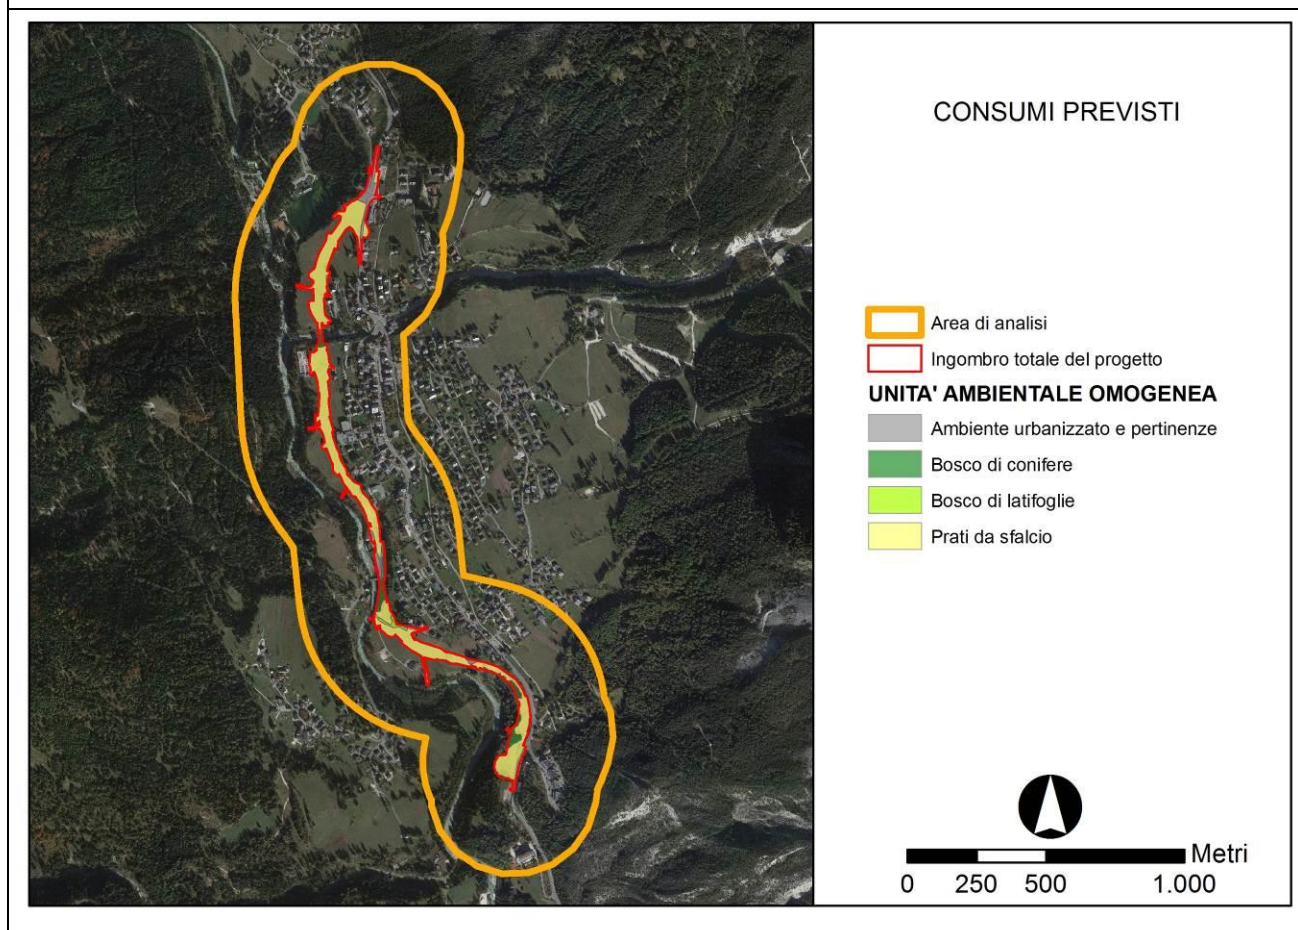 CONSUMI PREVISTI
Area di analisi
Ingombro totale del progetto
UNITA' AMBIENTALE OMOGENEA
Ambiente urbanizzato e pertinenze
Bosco di conifere
Bosco di latifoglie
Prati da sfalcio
Metri
0 250 500 1.000